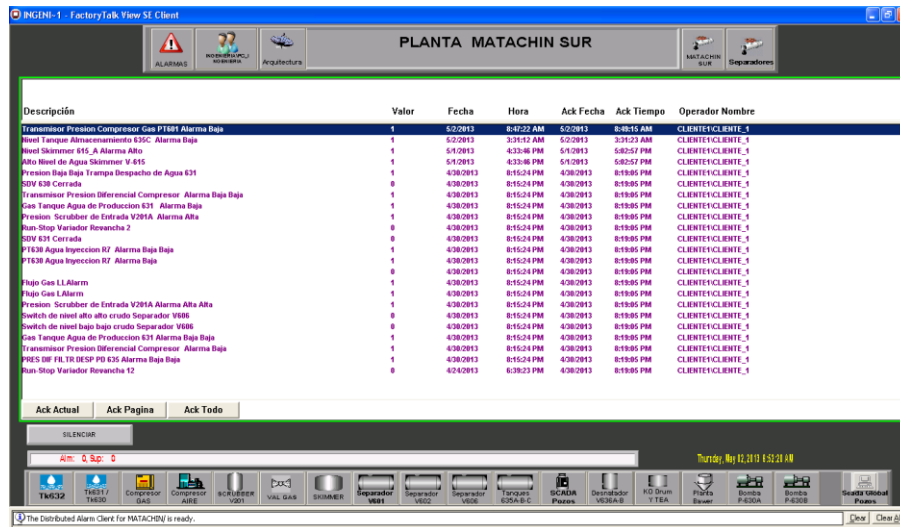 INGENI~1 - FactoryTalk View SE Client
ALARMAS
INGENIERIA
Arquitectura
PLANTA MATACHIN SUR
MATACHIN SUR
Separadores
Descripción Valor Fecha Hora Ack Fecha Ack Tiempo Operador Nombre
Transmisor Presion Compresor Gas PT601 Alarma Baja 1 5/2/2013 8:47:22 AM 5/2/2013 8:49:15 AM CLIENTE1\CLIENTE_1
Nivel Tanque Almacenamiento 635C Alarma Baja 1 5/2/2013 3:31:12 AM 5/2/2013 3:31:23 AM CLIENTE1\CLIENTE_1
Nivel Skimmer 615_A Alarma Alto 1 5/1/2013 4:33:46 PM 5/1/2013 5:02:57 PM CLIENTE1\CLIENTE_1
Alto Nivel de Agua Skimmer V-615 1 5/1/2013 4:33:46 PM 5/1/2013 5:02:57 PM CLIENTE1\CLIENTE_1
Presion Baja Baja Trampa Despacho de Agua 631 1 4/30/2013 8:15:24 PM 4/30/2013 8:19:05 PM CLIENTE1\CLIENTE_1
SDV 630 Cerrada 0 4/30/2013 8:15:24 PM 4/30/2013 8:19:05 PM CLIENTE1\CLIENTE_1
Transmisor Presion Diferencial Compresor Alarma Baja Baja 1 4/30/2013 8:15:24 PM 4/30/2013 8:19:05 PM CLIENTE1\CLIENTE_1
Gas Tanque Agua de Produccion 631 Alarma Baja 1 4/30/2013 8:15:24 PM 4/30/2013 8:19:05 PM CLIENTE1\CLIENTE_1
Presion Scrubber de Entrada V201A Alarma Alta 1 4/30/2013 8:15:24 PM 4/30/2013 8:19:05 PM CLIENTE1\CLIENTE_1
Run-Stop Variador Revancha 2 0 4/30/2013 8:15:24 PM 4/30/2013 8:19:05 PM CLIENTE1\CLIENTE_1
SDV 631 Cerrada 0 4/30/2013 8:15:24 PM 4/30/2013 8:19:05 PM CLIENTE1\CLIENTE_1
PT630 Agua Inyeccion R7 Alarma Baja Baja 1 4/30/2013 8:15:24 PM 4/30/2013 8:19:05 PM CLIENTE1\CLIENTE_1
PT630 Agua Inyeccion R7 Alarma Baja 1 4/30/2013 8:15:24 PM 4/30/2013 8:19:05 PM CLIENTE1\CLIENTE_1
0 4/30/2013 8:15:24 PM 4/30/2013 8:19:05 PM CLIENTE1\CLIENTE_1
Flujo Gas LLAlarm 1 4/30/2013 8:15:24 PM 4/30/2013 8:19:05 PM CLIENTE1\CLIENTE_1
Flujo Gas LAlarm 1 4/30/2013 8:15:24 PM 4/30/2013 8:19:05 PM CLIENTE1\CLIENTE_1
Presion Scrubber de Entrada V201A Alarma Alta Alta 1 4/30/2013 8:15:24 PM 4/30/2013 8:19:05 PM CLIENTE1\CLIENTE_1
Switch de nivel alto alto crudo Separador V606 0 4/30/2013 8:15:24 PM 4/30/2013 8:19:05 PM CLIENTE1\CLIENTE_1
Switch de nivel bajo bajo crudo Separador V606 0 4/30/2013 8:15:24 PM 4/30/2013 8:19:05 PM CLIENTE1\CLIENTE_1
Gas Tanque Agua de Produccion 631 Alarma Baja Baja 1 4/30/2013 8:15:24 PM 4/30/2013 8:19:05 PM CLIENTE1\CLIENTE_1
Transmisor Presion Diferencial Compresor Alarma Baja 1 4/30/2013 8:15:24 PM 4/30/2013 8:19:05 PM CLIENTE1\CLIENTE_1
PRES DIF FILTR DESP PD 635 Alarma Baja Baja 1 4/30/2013 8:15:24 PM 4/30/2013 8:19:05 PM CLIENTE1\CLIENTE_1
Run-Stop Variador Revancha 12 0 4/24/2013 6:39:23 PM 4/30/2013 8:19:05 PM CLIENTE1\CLIENTE_1
Ack Actual Ack Pagina Ack Todo
SILENCIAR
Alm: 0, Sup: 0
Thursday, May 02, 2013 8:52:20 AM
Tk632
Tk631 / Tk630
Compresor GAS
Compresor AIRE
SCRUBBER V201
VAL GAS
SKIMMER
Separador V601
Separador V602
Separador V606
Tanques 635A-B-C
SCADA Pozos
Desnatador V636A-B
KO Drum Y TEA
Planta Dower
Bomba P-630A
Bomba P-630B
Scada Global Pozos
The Distributed Alarm Client for MATACHIN/ is ready.
Clear Clear